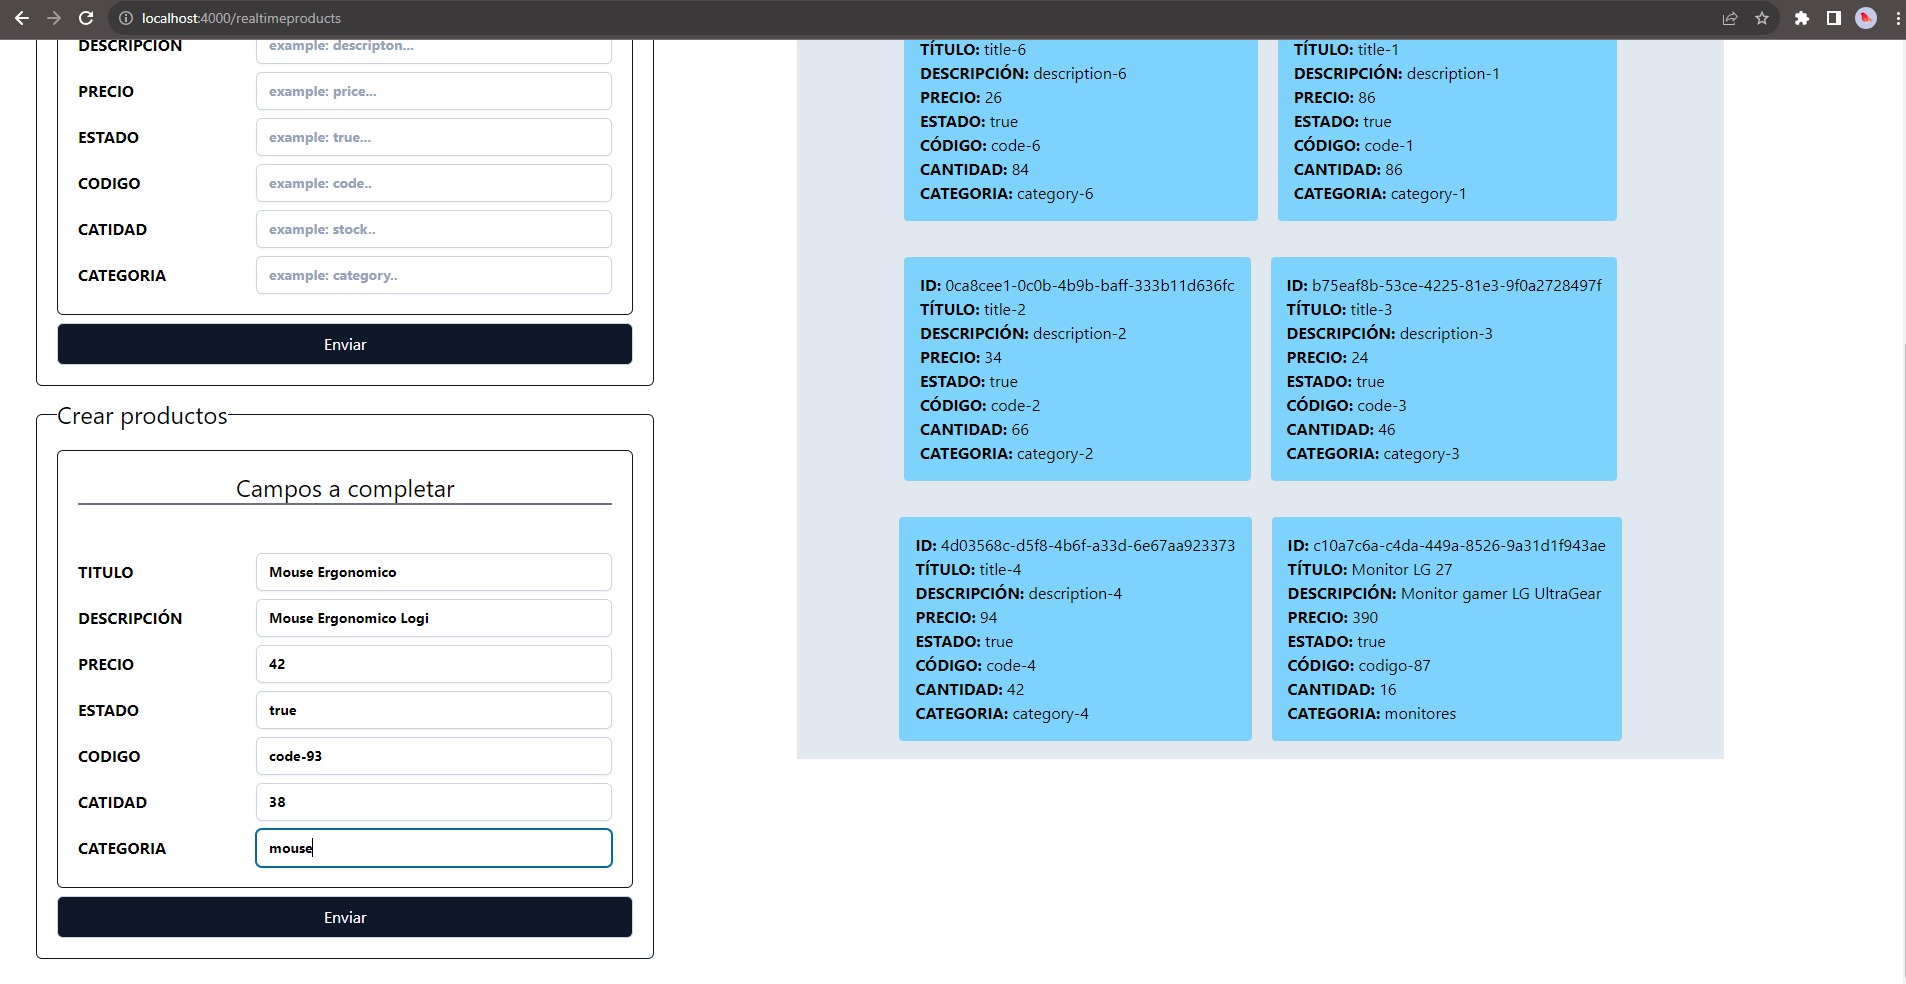 localhost:4000/realtimeproducts
DESCRIPCIÓN
example: descripton...
PRECIO
example: price...
ESTADO
example: true...
CODIGO
example: code..
CATIDAD
example: stock..
CATEGORIA
example: category..
Enviar
Crear productos
Campos a completar
TITULO
Mouse Ergonomico
DESCRIPCIÓN
Mouse Ergonomico Logi
PRECIO
42
ESTADO
true
CODIGO
code-93
CATIDAD
38
CATEGORIA
mouse
Enviar
TÍTULO: title-6
DESCRIPCIÓN: description-6
PRECIO: 26
ESTADO: true
CÓDIGO: code-6
CANTIDAD: 84
CATEGORIA: category-6
TÍTULO: title-1
DESCRIPCIÓN: description-1
PRECIO: 86
ESTADO: true
CÓDIGO: code-1
CANTIDAD: 86
CATEGORIA: category-1
ID: 0ca8cee1-0c0b-4b9b-baff-333b11d636fc
TÍTULO: title-2
DESCRIPCIÓN: description-2
PRECIO: 34
ESTADO: true
CÓDIGO: code-2
CANTIDAD: 66
CATEGORIA: category-2
ID: b75eaf8b-53ce-4225-81e3-9f0a2728497f
TÍTULO: title-3
DESCRIPCIÓN: description-3
PRECIO: 24
ESTADO: true
CÓDIGO: code-3
CANTIDAD: 46
CATEGORIA: category-3
ID: 4d03568c-d5f8-4b6f-a33d-6e67aa923373
TÍTULO: title-4
DESCRIPCIÓN: description-4
PRECIO: 94
ESTADO: true
CÓDIGO: code-4
CANTIDAD: 42
CATEGORIA: category-4
ID: c10a7c6a-c4da-449a-8526-9a31d1f943ae
TÍTULO: Monitor LG 27
DESCRIPCIÓN: Monitor gamer LG UltraGear
PRECIO: 390
ESTADO: true
CÓDIGO: codigo-87
CANTIDAD: 16
CATEGORIA: monitores